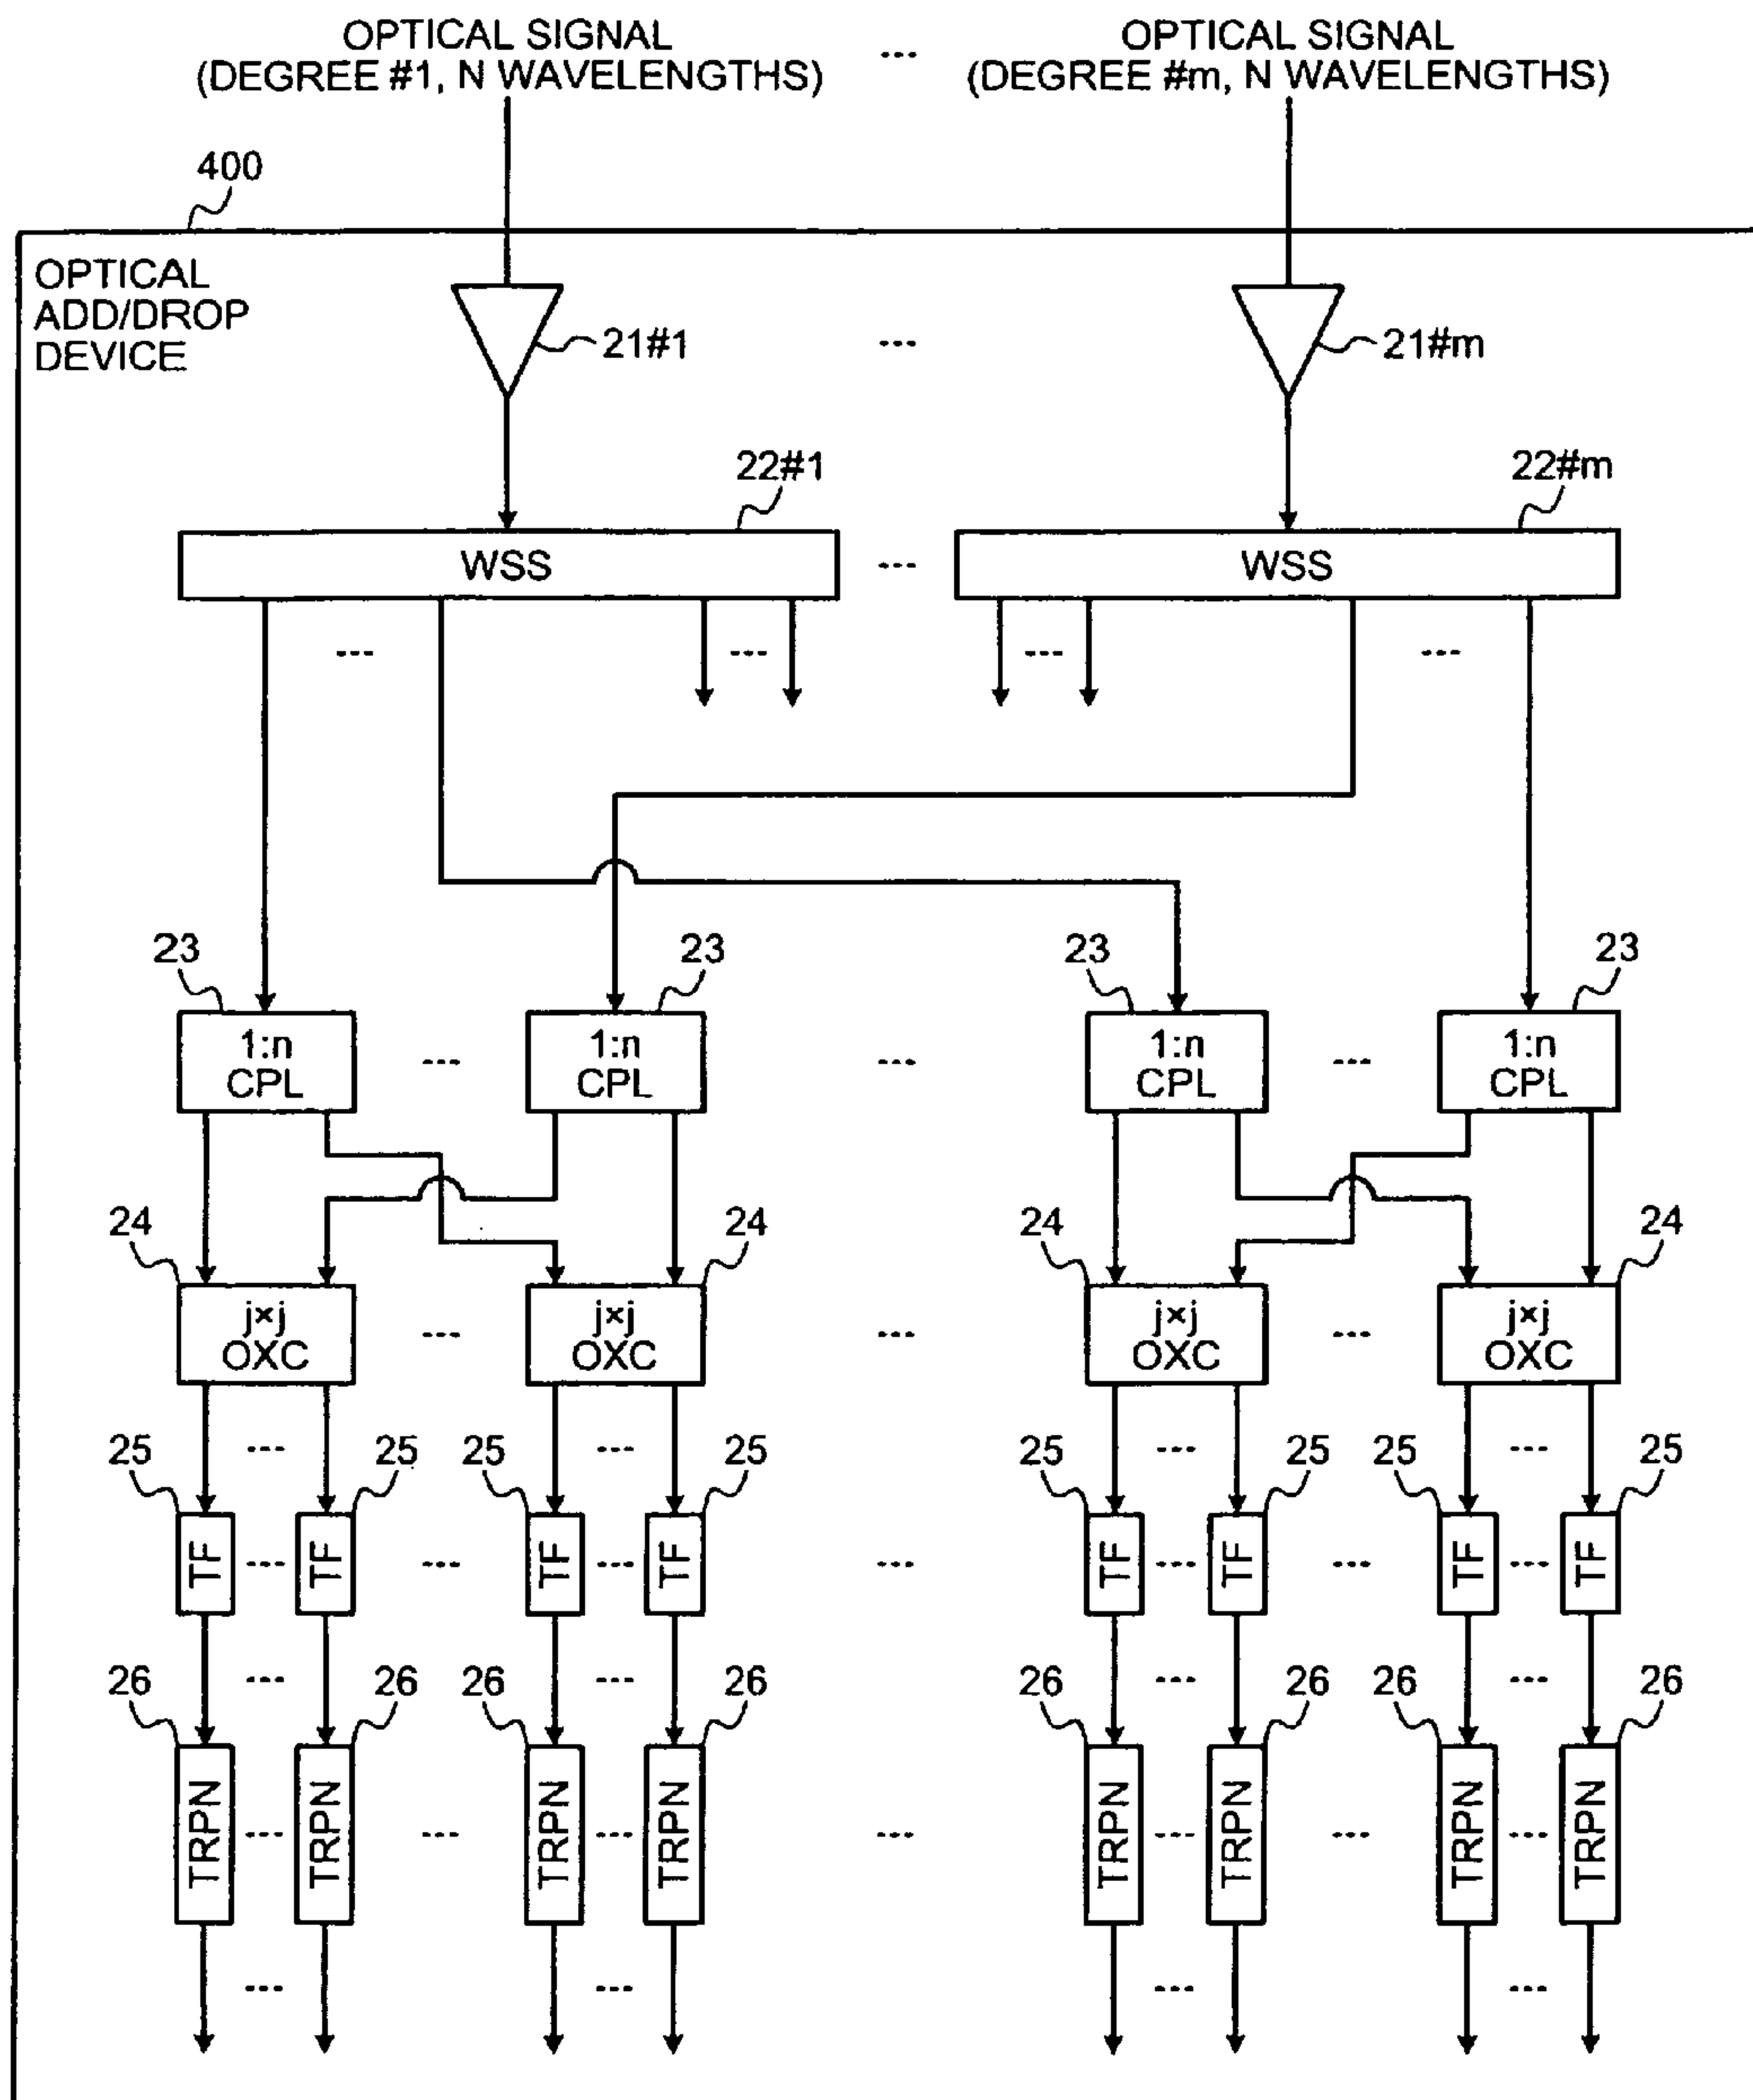 OPTICAL SIGNAL
(DEGREE #1, N WAVELENGTHS)
---
OPTICAL SIGNAL
(DEGREE #m, N WAVELENGTHS)
400
OPTICAL
ADD/DROP
DEVICE
21#1
---
21#m
22#1
22#m
WSS
---
WSS
--- --- --- ---
23 23 23 23
1:n
CPL
---
1:n
CPL
---
1:n
CPL
---
1:n
CPL
24 24 24 24
j×j
OXC
---
j×j
OXC
---
j×j
OXC
---
j×j
OXC
--- --- --- ---
25 25 25 25 25 25 25 25
TF --- TF --- TF --- TF --- TF --- TF --- TF --- TF
--- --- --- ---
26 26 26 26 26 26 26 26
TRPN --- TRPN --- TRPN --- TRPN --- TRPN --- TRPN --- TRPN --- TRPN
--- --- --- ---